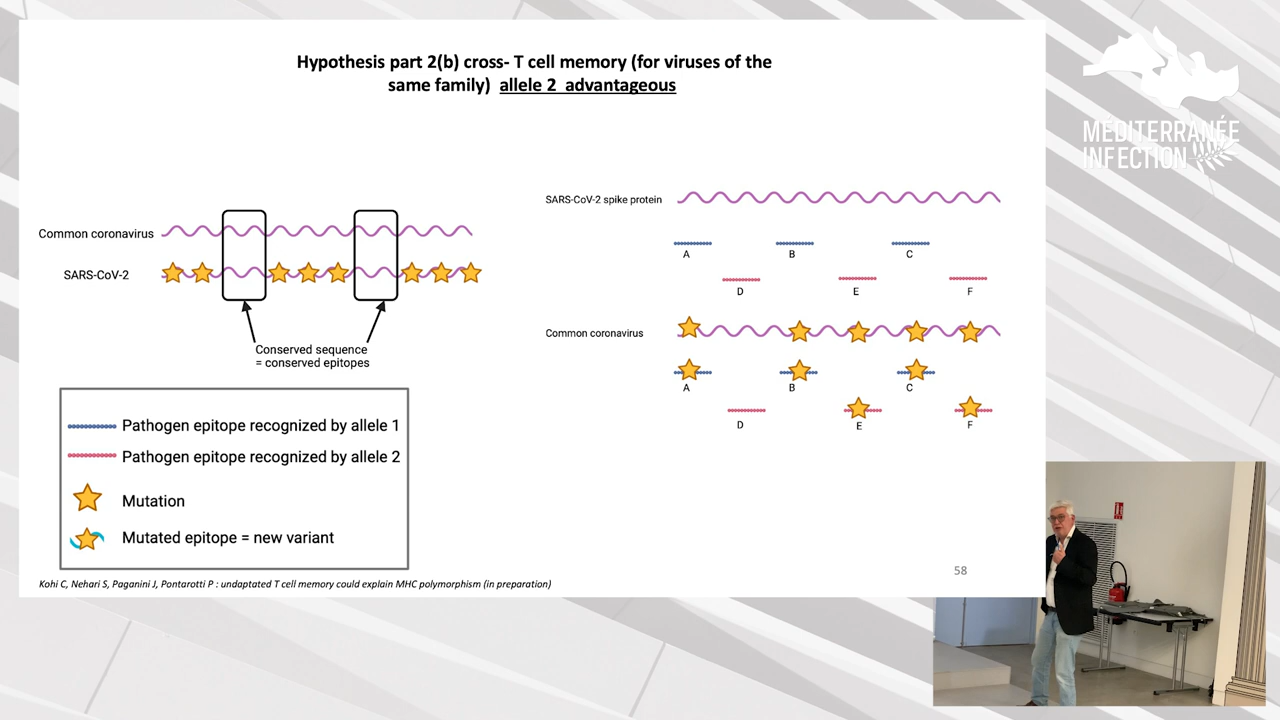 Hypothesis part 2(b) cross- T cell memory (for viruses of the
same family) allele 2 advantageous
MÉDITERRANÉE
INFECTION
Common coronavirus
SARS-CoV-2
Conserved sequence
= conserved epitopes
SARS-CoV-2 spike protein
A
B
C
D
E
F
Common coronavirus
A
B
C
D
E
F
Pathogen epitope recognized by allele 1
Pathogen epitope recognized by allele 2
Mutation
Mutated epitope = new variant
Kohi C, Nehari S, Paganini J, Pontarotti P : undaptated T cell memory could explain MHC polymorphism (in preparation)
58